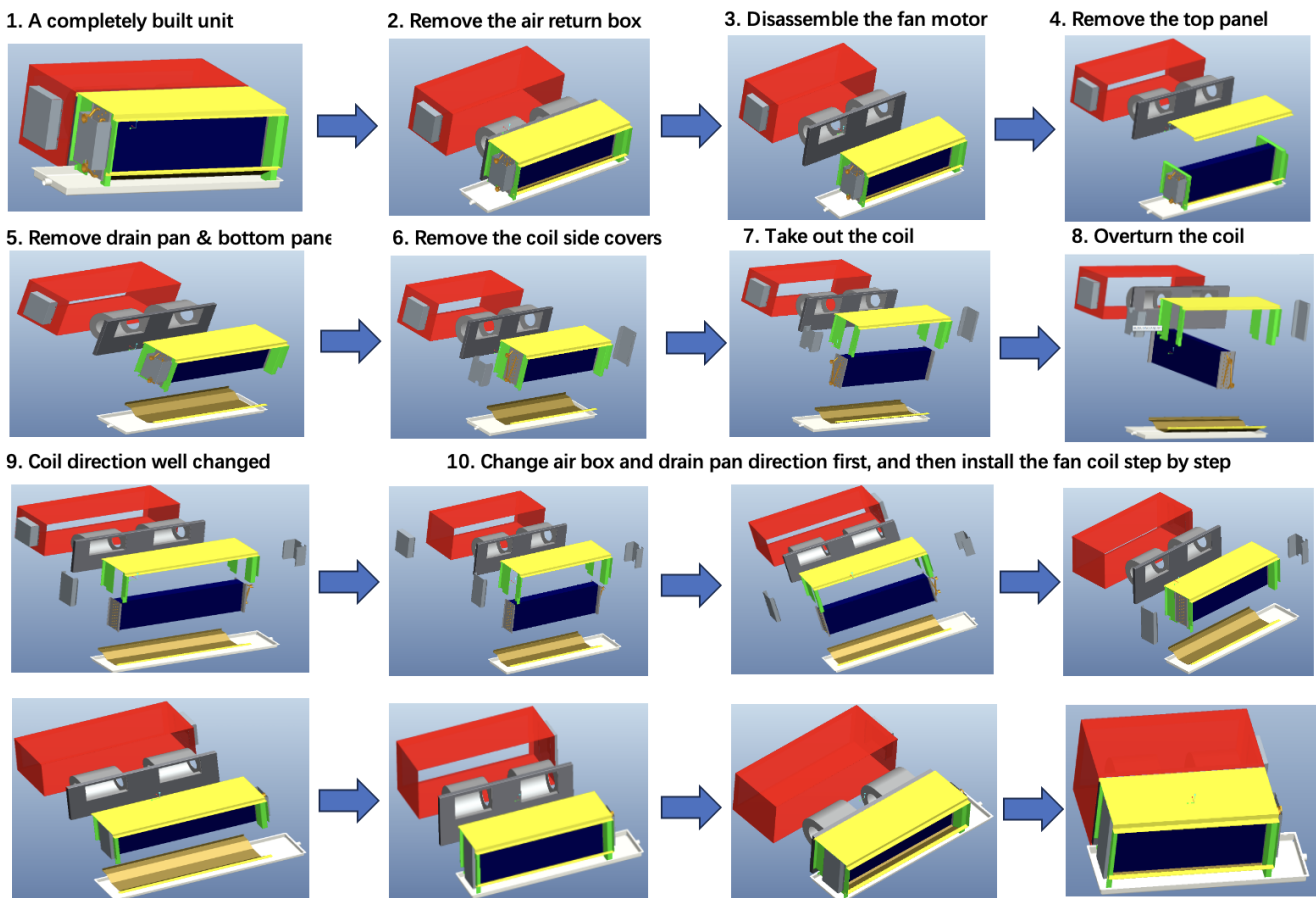 1. A completely built unit
2. Remove the air return box
3. Disassemble the fan motor
4. Remove the top panel
5. Remove drain pan & bottom pane
6. Remove the coil side covers
7. Take out the coil
8. Overturn the coil
9. Coil direction well changed
10. Change air box and drain pan direction first, and then install the fan coil step by step